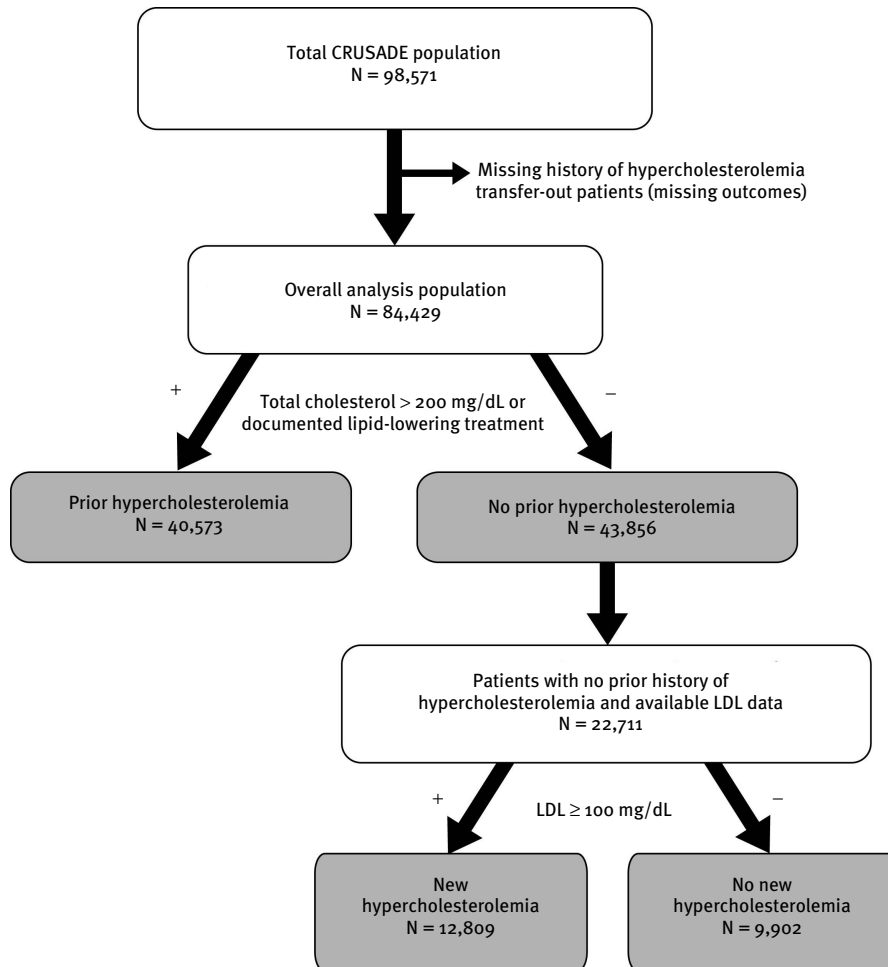 Total CRUSADE population
N = 98,571
Missing history of hypercholesterolemia
transfer-out patients (missing outcomes)
Overall analysis population
N = 84,429
+
−
Total cholesterol > 200 mg/dL or
documented lipid-lowering treatment
Prior hypercholesterolemia
N = 40,573
No prior hypercholesterolemia
N = 43,856
Patients with no prior history of
hypercholesterolemia and available LDL data
N = 22,711
+
−
LDL ≥ 100 mg/dL
New
hypercholesterolemia
N = 12,809
No new
hypercholesterolemia
N = 9,902